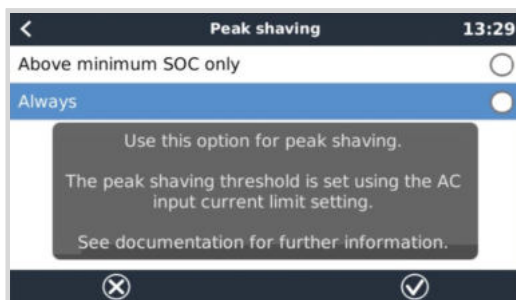 Peak shaving 13:29
Above minimum SOC only
Always
Use this option for peak shaving.
The peak shaving threshold is set using the AC
input current limit setting.
See documentation for further information.